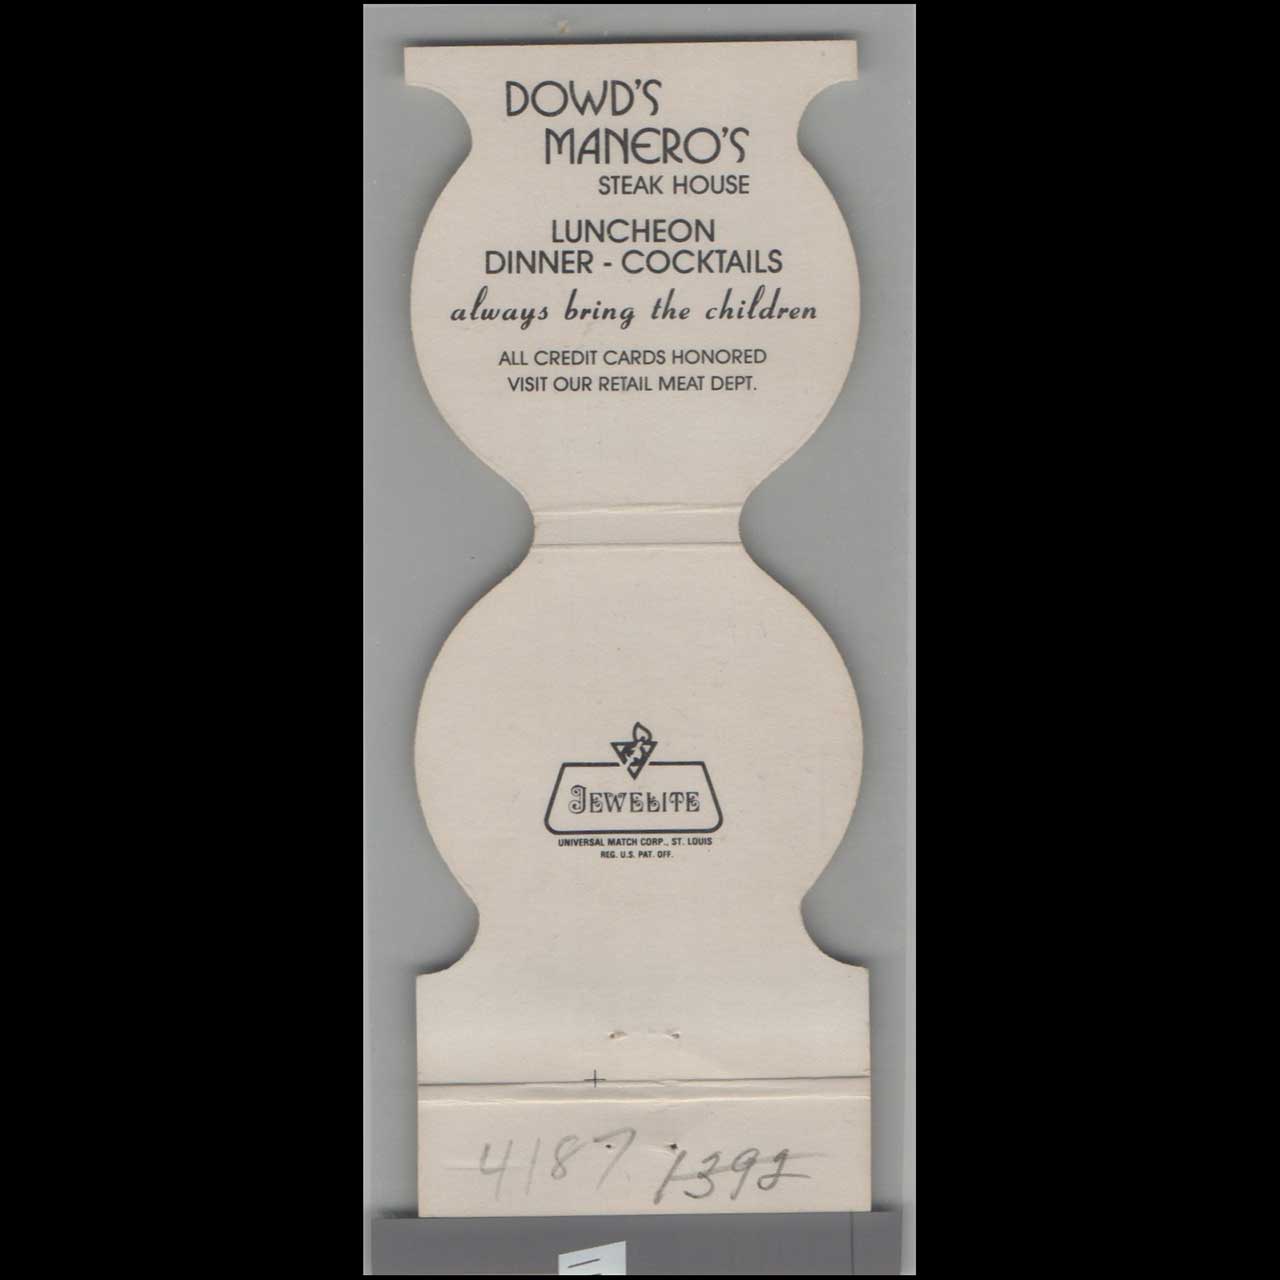 DOWD'S
MANERO'S
STEAK HOUSE
LUNCHEON
DINNER - COCKTAILS
always bring the children
ALL CREDIT CARDS HONORED
VISIT OUR RETAIL MEAT DEPT.
JEWELITE
UNIVERSAL MATCH CORP., ST. LOUIS
REG. U.S. PAT. OFF.
4187 1392